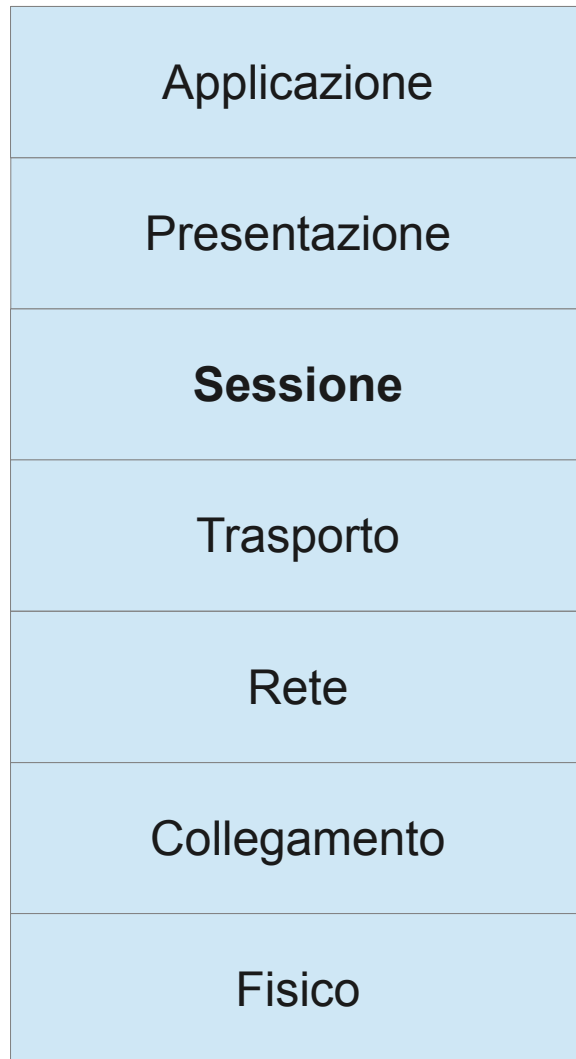 Applicazione
Presentazione
Sessione
Trasporto
Rete
Collegamento
Fisico